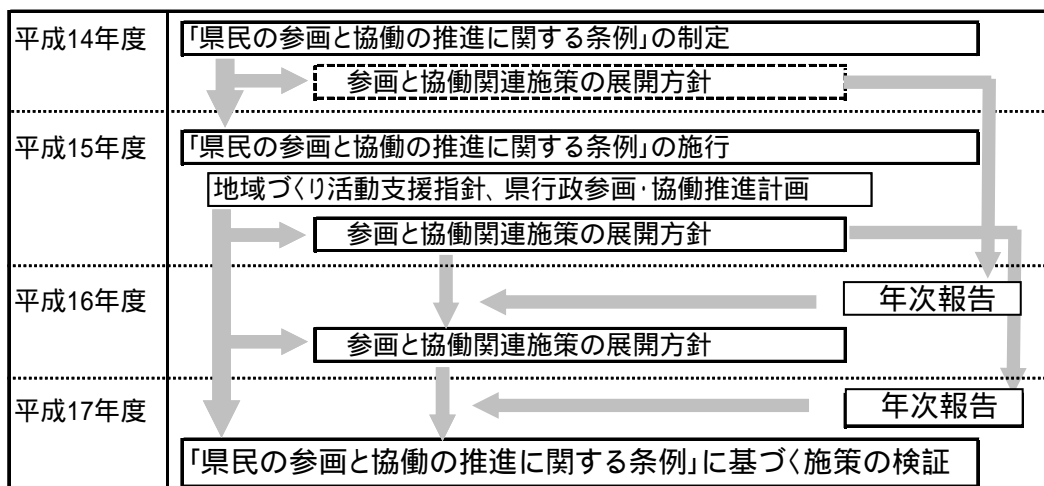 平成14年度
「県民の参画と協働の推進に関する条例」の制定
参画と協働関連施策の展開方針
平成15年度
「県民の参画と協働の推進に関する条例」の施行
地域づくり活動支援指針、県行政参画・協働推進計画
参画と協働関連施策の展開方針
平成16年度
年次報告
参画と協働関連施策の展開方針
平成17年度
年次報告
「県民の参画と協働の推進に関する条例」に基づく施策の検証